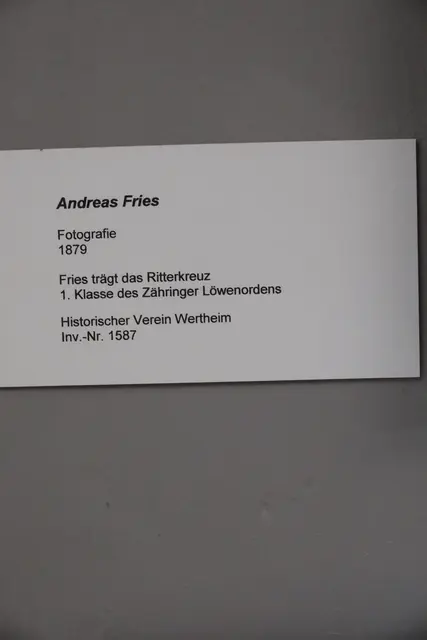 Andreas Fries
Fotografie
1879
Fries trägt das Ritterkreuz
1. Klasse des Zähringer Löwenordens
Historischer Verein Wertheim
Inv.-Nr. 1587